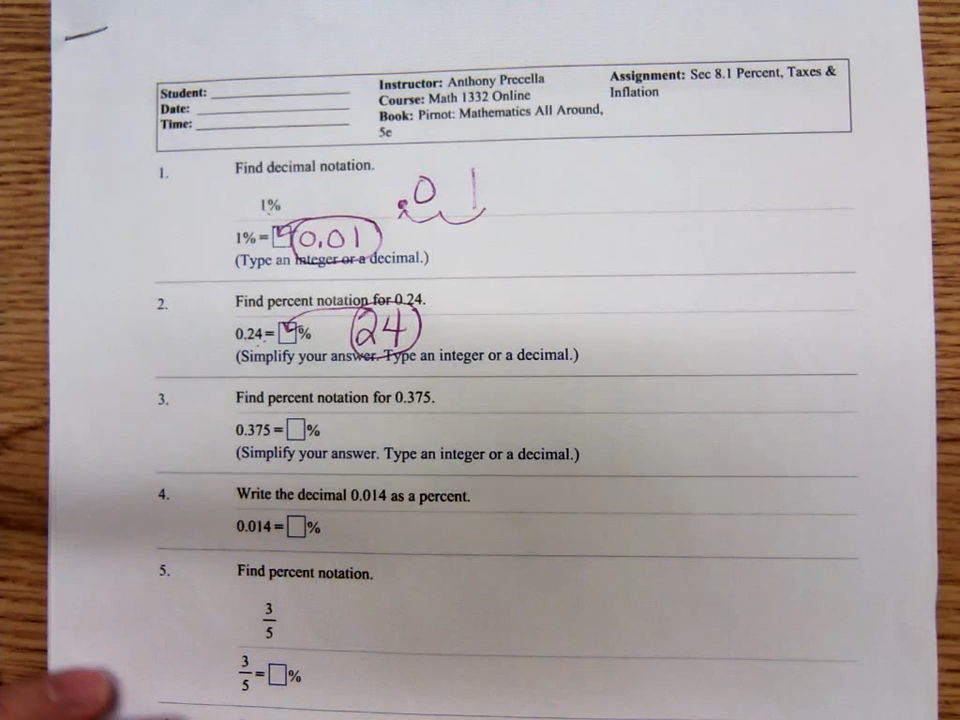 Student:
Date:
Time:
Instructor: Anthony Precella
Course: Math 1332 Online
Book: Pirnot: Mathematics All Around,
5e
Assignment: Sec 8.1 Percent, Taxes &
Inflation
1. Find decimal notation.
1%
.0 1
1% = 0.01
(Type an integer or a decimal.)
2. Find percent notation for 0.24.
0.24 = % 24
(Simplify your answer. Type an integer or a decimal.)
3. Find percent notation for 0.375.
0.375 = %
(Simplify your answer. Type an integer or a decimal.)
4. Write the decimal 0.014 as a percent.
0.014 = %
5. Find percent notation.
3
5
3
5 = %